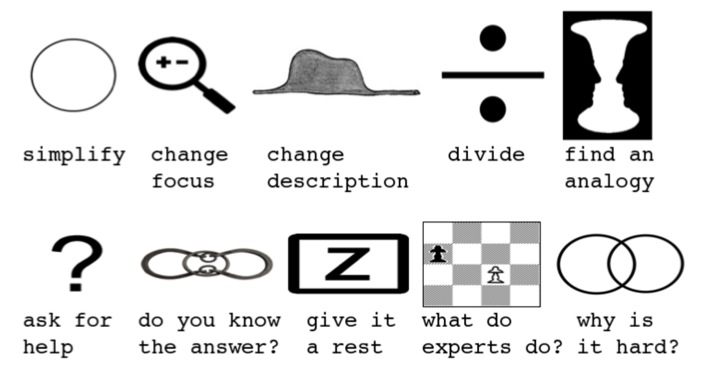 simplify
change
focus
change
description
divide
find an
analogy
?
Z
ask for
help
do you know
the answer?
give it
a rest
what do
experts do?
why is
it hard?